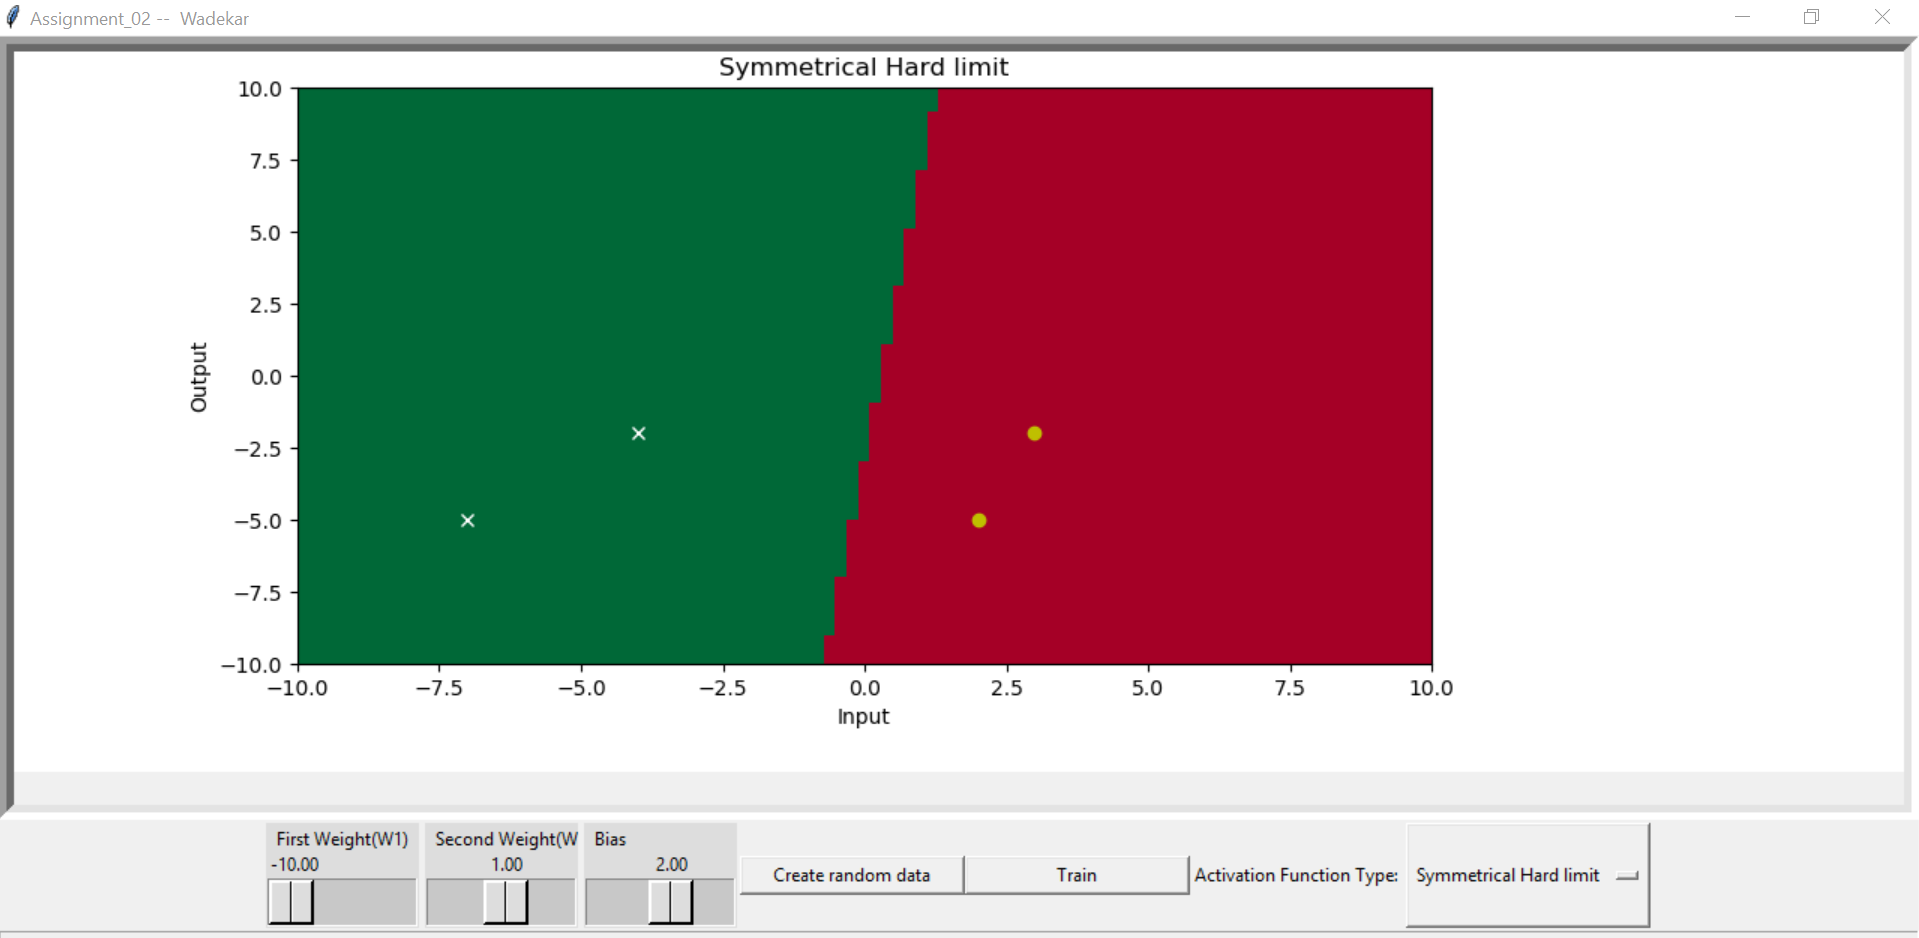 Assignment_02 -- Wadekar
Symmetrical Hard limit
10.0
7.5
5.0
2.5
0.0
−2.5
−5.0
−7.5
−10.0
Output
−10.0 −7.5 −5.0 −2.5 0.0 2.5 5.0 7.5 10.0
Input
First Weight(W1) Second Weight(W Bias
-10.00 1.00 2.00
Create random data Train Activation Function Type: Symmetrical Hard limit